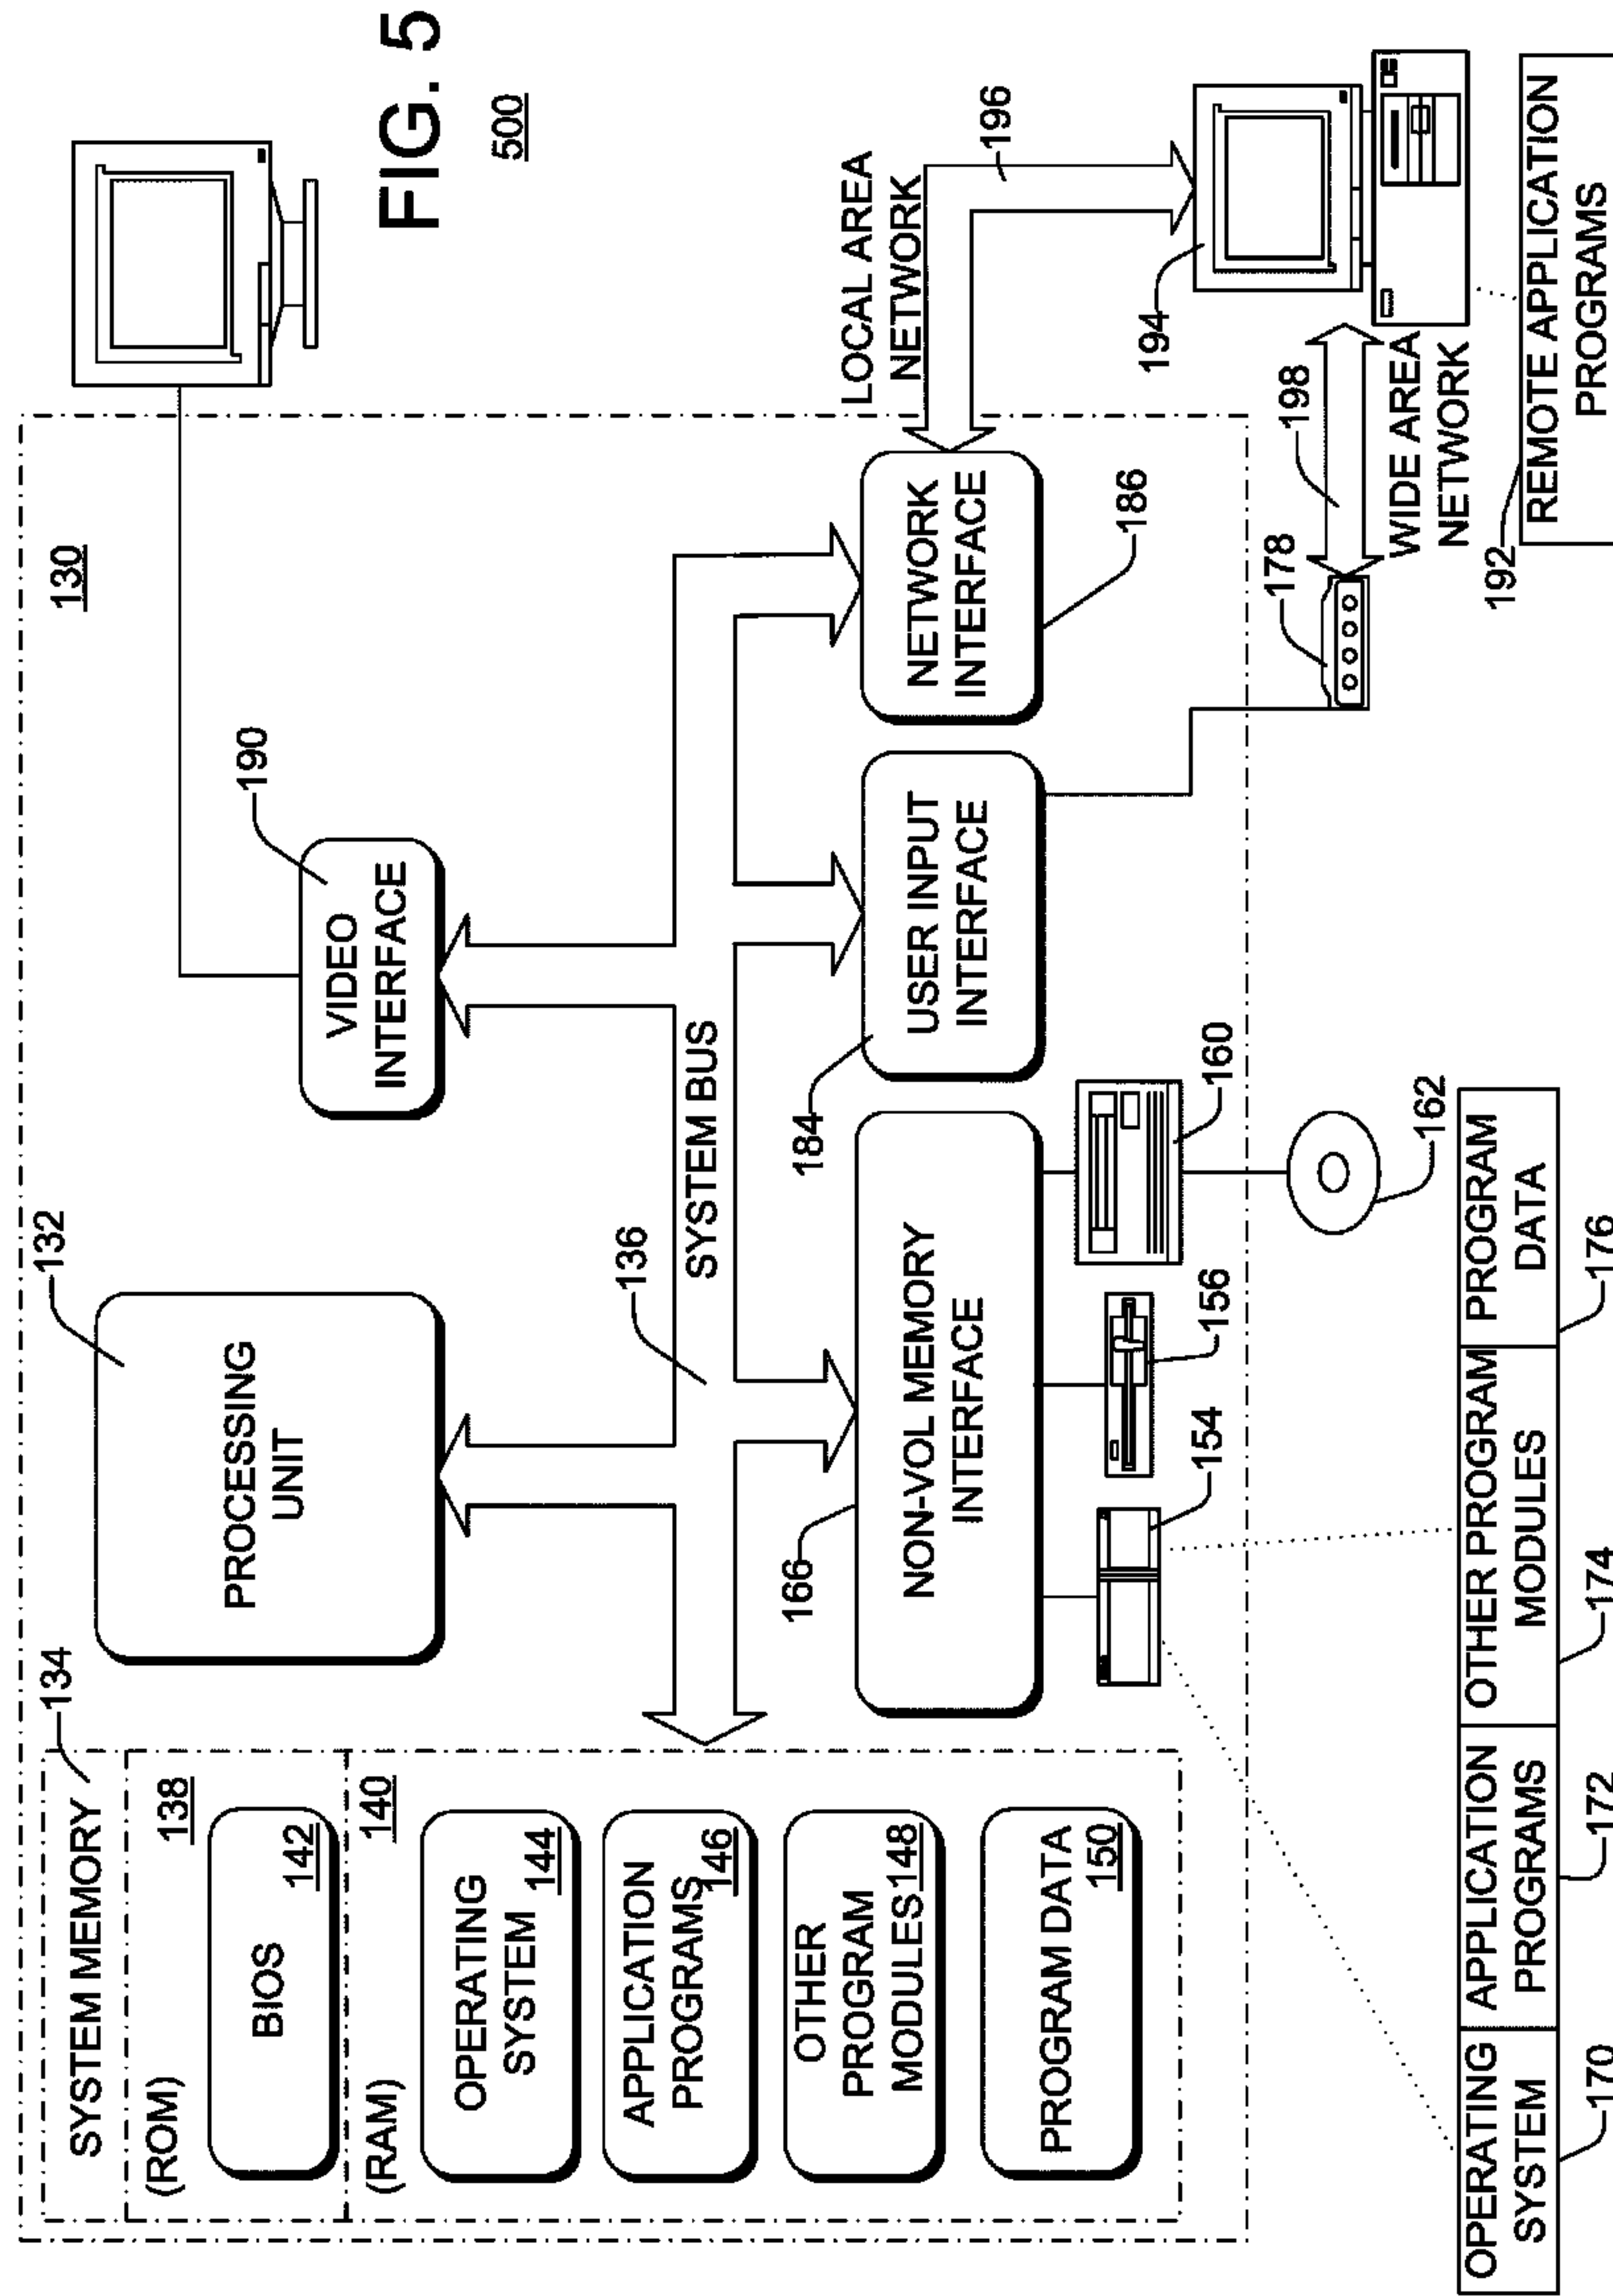 FIG. 5
500
130
SYSTEM MEMORY
134
(ROM)
138
BIOS
142
(RAM)
140
OPERATING
SYSTEM
144
APPLICATION
PROGRAMS
146
OTHER
PROGRAM
MODULES
148
PROGRAM DATA
150
132
PROCESSING
UNIT
190
VIDEO
INTERFACE
136
SYSTEM BUS
166
NON-VOL MEMORY
INTERFACE
184
USER INPUT
INTERFACE
NETWORK
INTERFACE
186
LOCAL AREA
NETWORK
196
154
156
160
162
178
198
WIDE AREA
NETWORK
194
192
REMOTE APPLICATION
PROGRAMS
OPERATING
SYSTEM
170
APPLICATION
PROGRAMS
172
OTHER PROGRAM
MODULES
174
PROGRAM
DATA
176